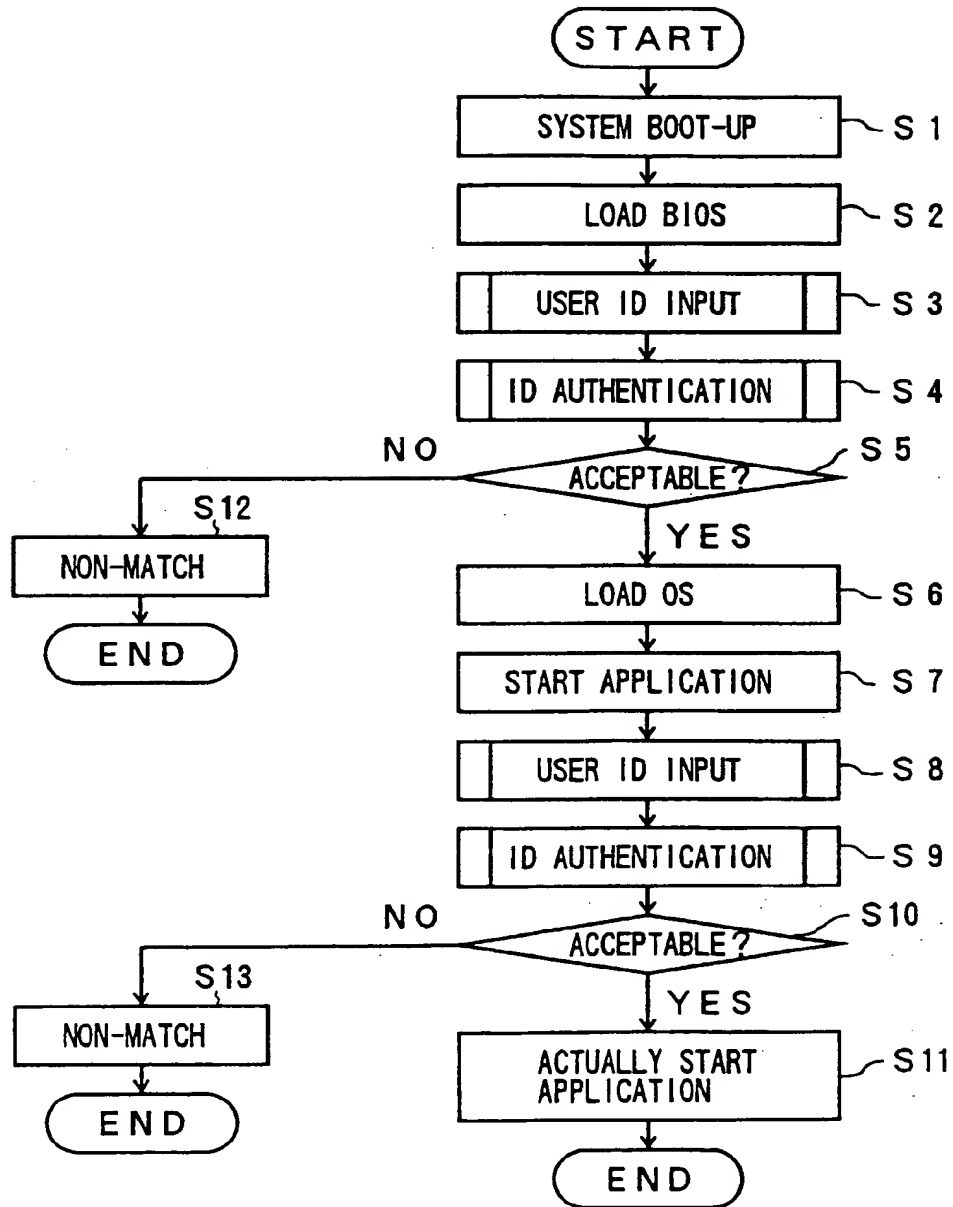 START
SYSTEM BOOT-UP S1
LOAD BIOS S2
USER ID INPUT S3
ID AUTHENTICATION S4
NO ACCEPTABLE? S5
YES
S12
NON-MATCH
END
LOAD OS S6
START APPLICATION S7
USER ID INPUT S8
ID AUTHENTICATION S9
NO ACCEPTABLE? S10
YES
S13
NON-MATCH
END
ACTUALLY START
APPLICATION S11
END